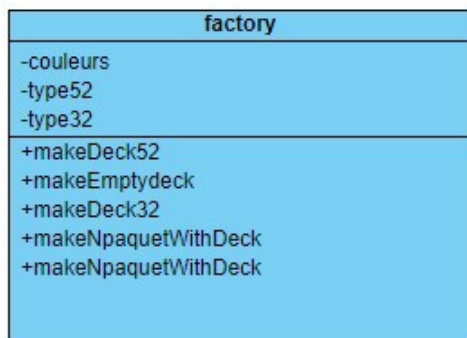 factory
-couleurs
-type52
-type32
+makeDeck52
+makeEmptydeck
+makeDeck32
+makeNpaquetWithDeck
+makeNpaquetWithDeck